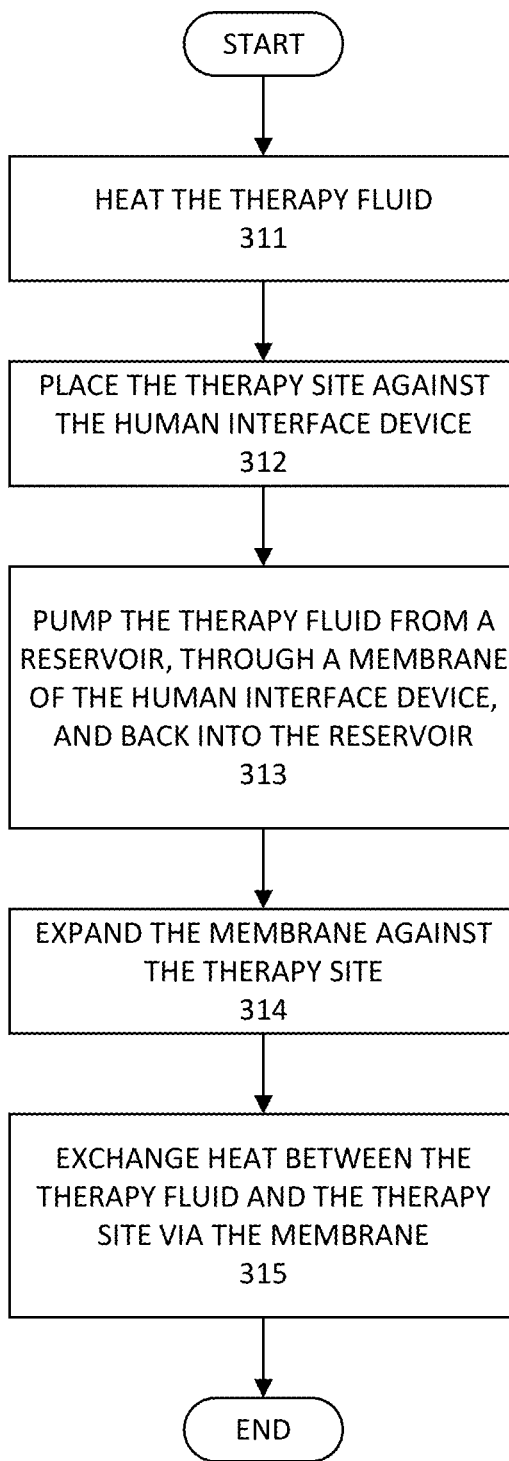 START
HEAT THE THERAPY FLUID
311
PLACE THE THERAPY SITE AGAINST
THE HUMAN INTERFACE DEVICE
312
PUMP THE THERAPY FLUID FROM A
RESERVOIR, THROUGH A MEMBRANE
OF THE HUMAN INTERFACE DEVICE,
AND BACK INTO THE RESERVOIR
313
EXPAND THE MEMBRANE AGAINST
THE THERAPY SITE
314
EXCHANGE HEAT BETWEEN THE
THERAPY FLUID AND THE THERAPY
SITE VIA THE MEMBRANE
315
END